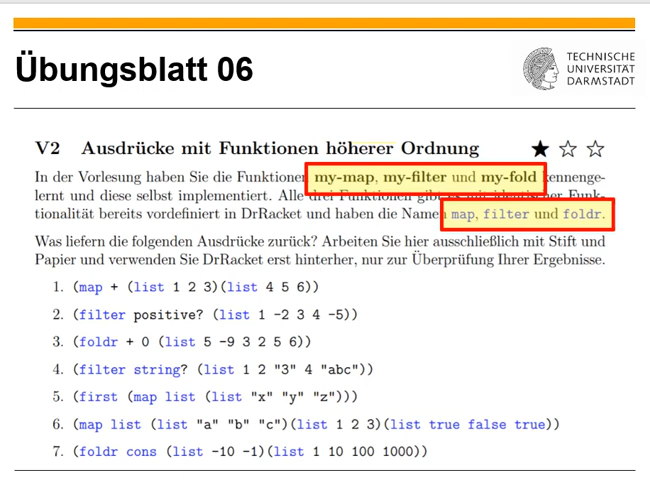 Übungsblatt 06
TECHNISCHE
UNIVERSITÄT
DARMSTADT
V2 Ausdrücke mit Funktionen höherer Ordnung
In der Vorlesung haben Sie die Funktionen my-map, my-filter und my-fold kennenge-
lernt und diese selbst implementiert. Alle drei Funktionen gibt es mit identischer Funk-
tionalität bereits vordefiniert in DrRacket und haben die Namen map, filter und foldr.
Was liefern die folgenden Ausdrücke zurück? Arbeiten Sie hier ausschließlich mit Stift und
Papier und verwenden Sie DrRacket erst hinterher, nur zur Überprüfung Ihrer Ergebnisse.
1. (map + (list 1 2 3)(list 4 5 6))
2. (filter positive? (list 1 -2 3 4 -5))
3. (foldr + 0 (list 5 -9 3 2 5 6))
4. (filter string? (list 1 2 "3" 4 "abc"))
5. (first (map list (list "x" "y" "z")))
6. (map list (list "a" "b" "c")(list 1 2 3)(list true false true))
7. (foldr cons (list -10 -1)(list 1 10 100 1000))